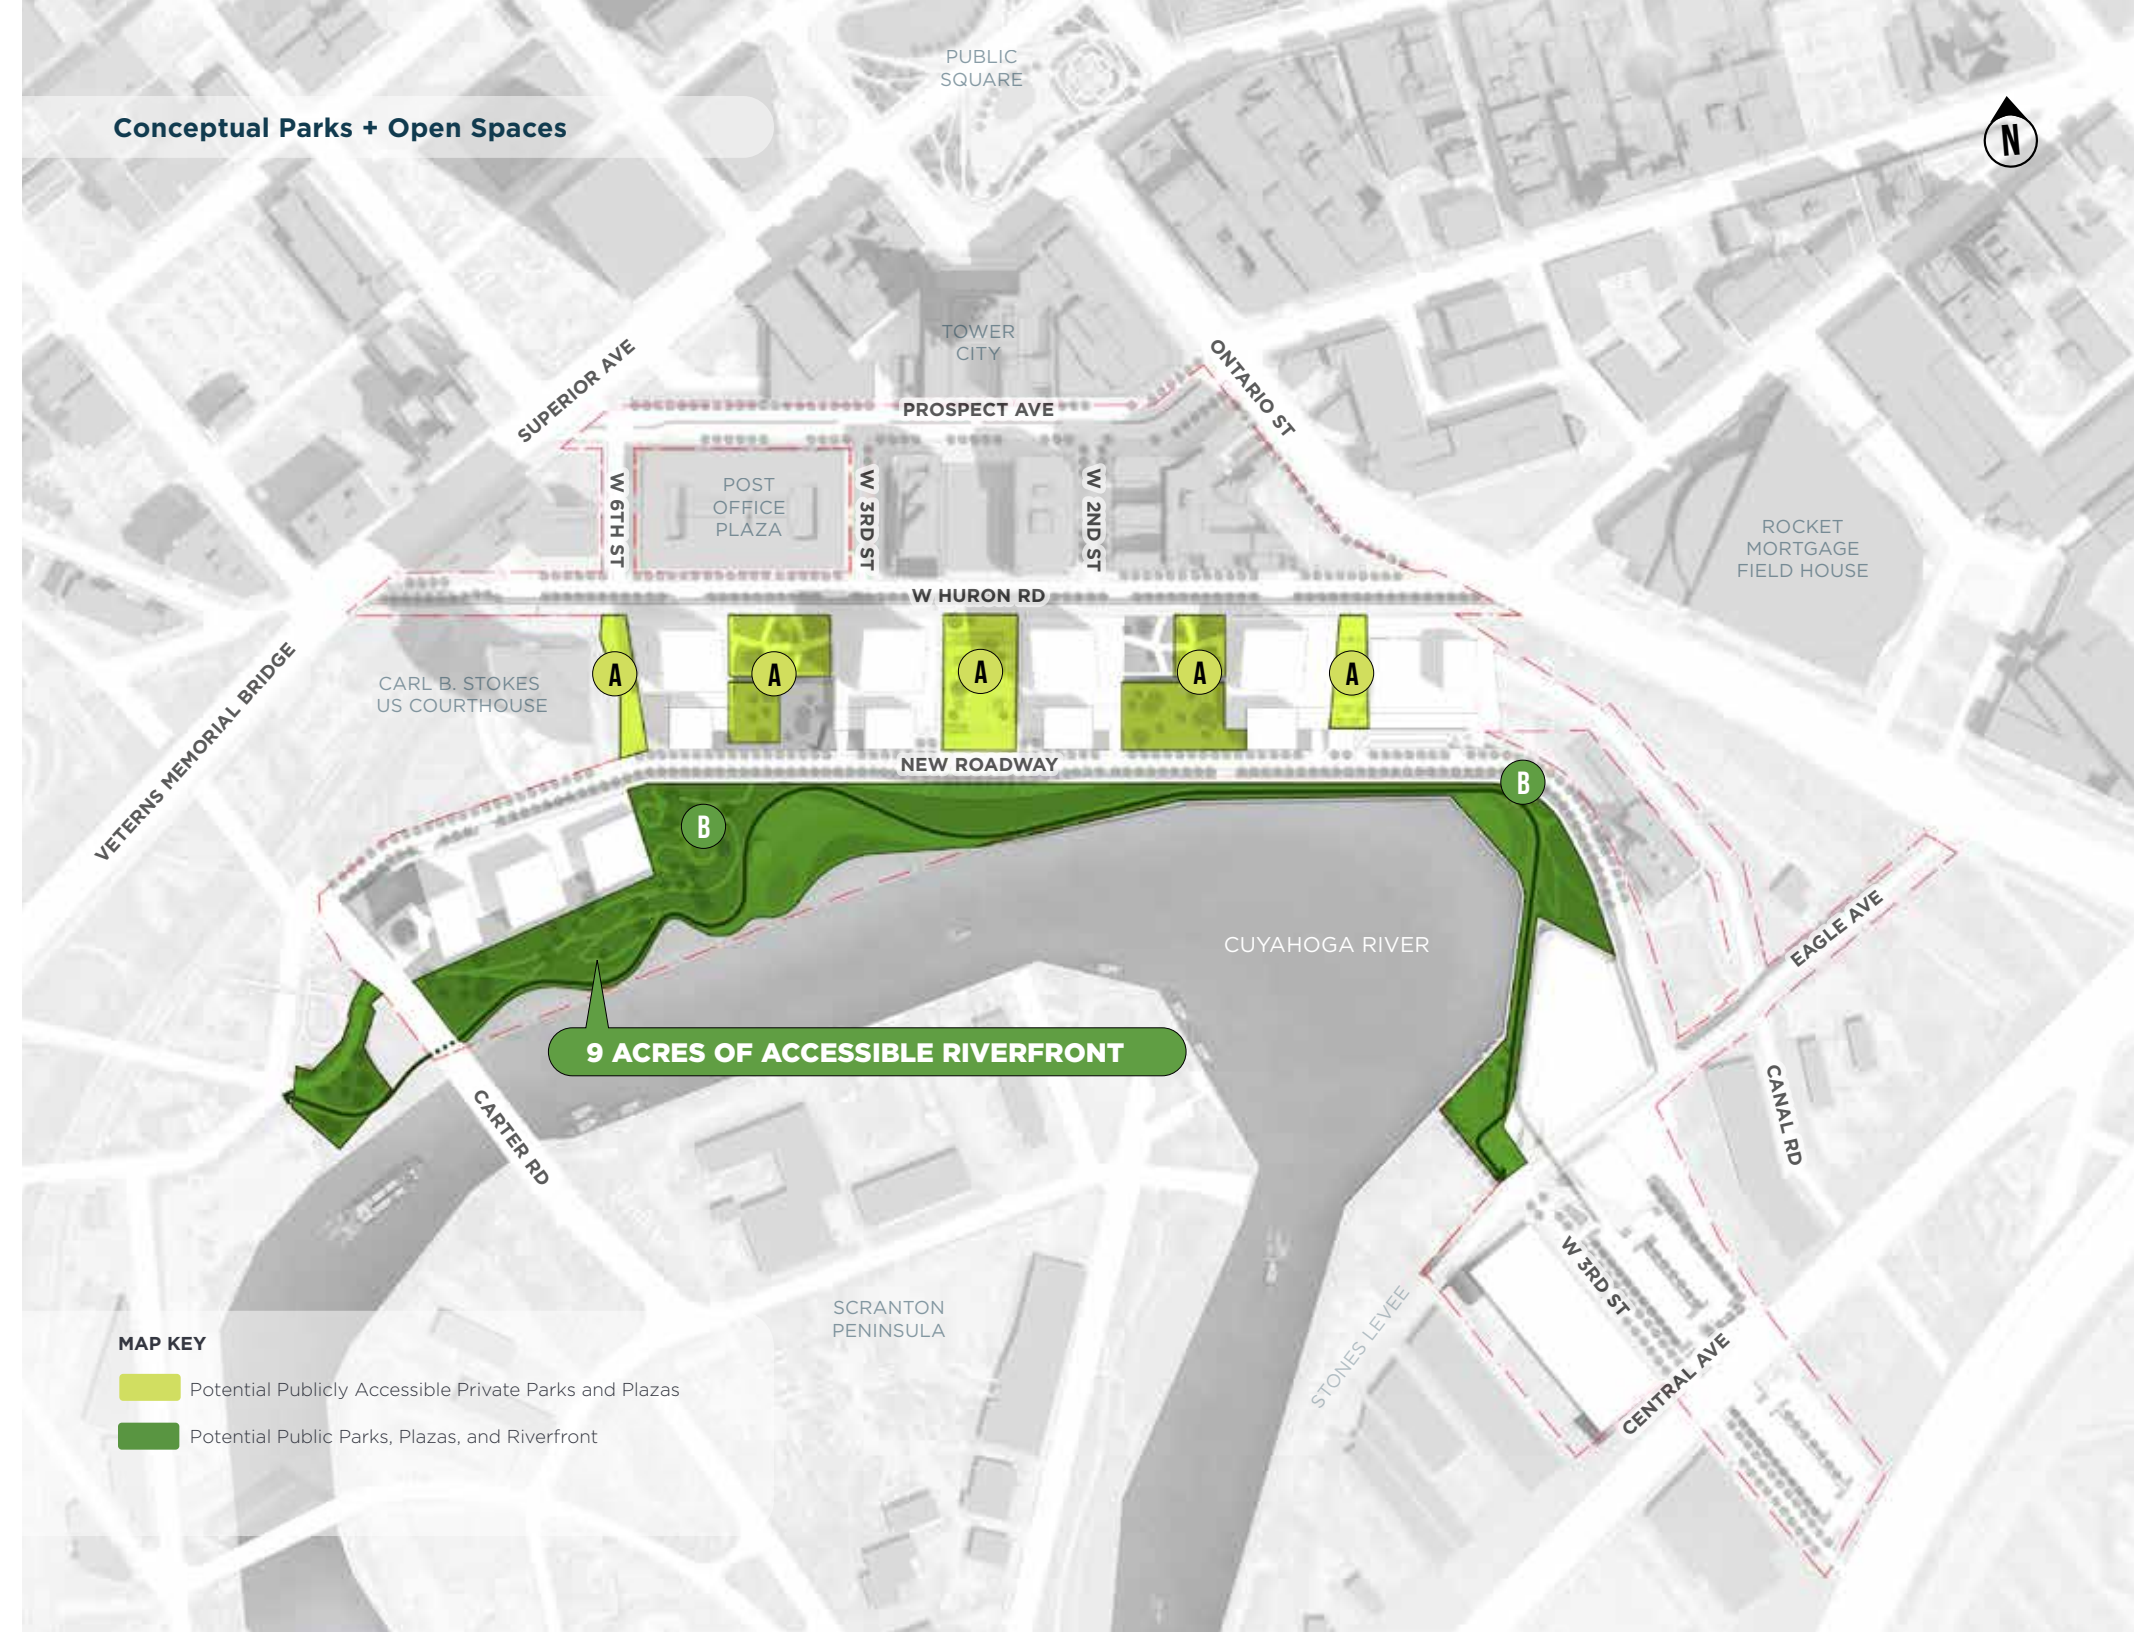 PUBLIC
SQUARE
Conceptual Parks + Open Spaces
N
TOWER
CITY
SUPERIOR AVE
ONTARIO ST
PROSPECT AVE
W 6TH ST
POST
OFFICE
PLAZA
W 3RD ST
W 2ND ST
ROCKET
MORTGAGE
FIELD HOUSE
W HURON RD
VETERNS MEMORIAL BRIDGE
CARL B. STOKES
US COURTHOUSE
A
A
A
A
A
NEW ROADWAY
B
B
CUYAHOGA RIVER
EAGLE AVE
9 ACRES OF ACCESSIBLE RIVERFRONT
CARTER RD
CANAL RD
W 3RD ST
SCRANTON
PENINSULA
STONES LEVEE
CENTRAL AVE
MAP KEY
Potential Publicly Accessible Private Parks and Plazas
Potential Public Parks, Plazas, and Riverfront